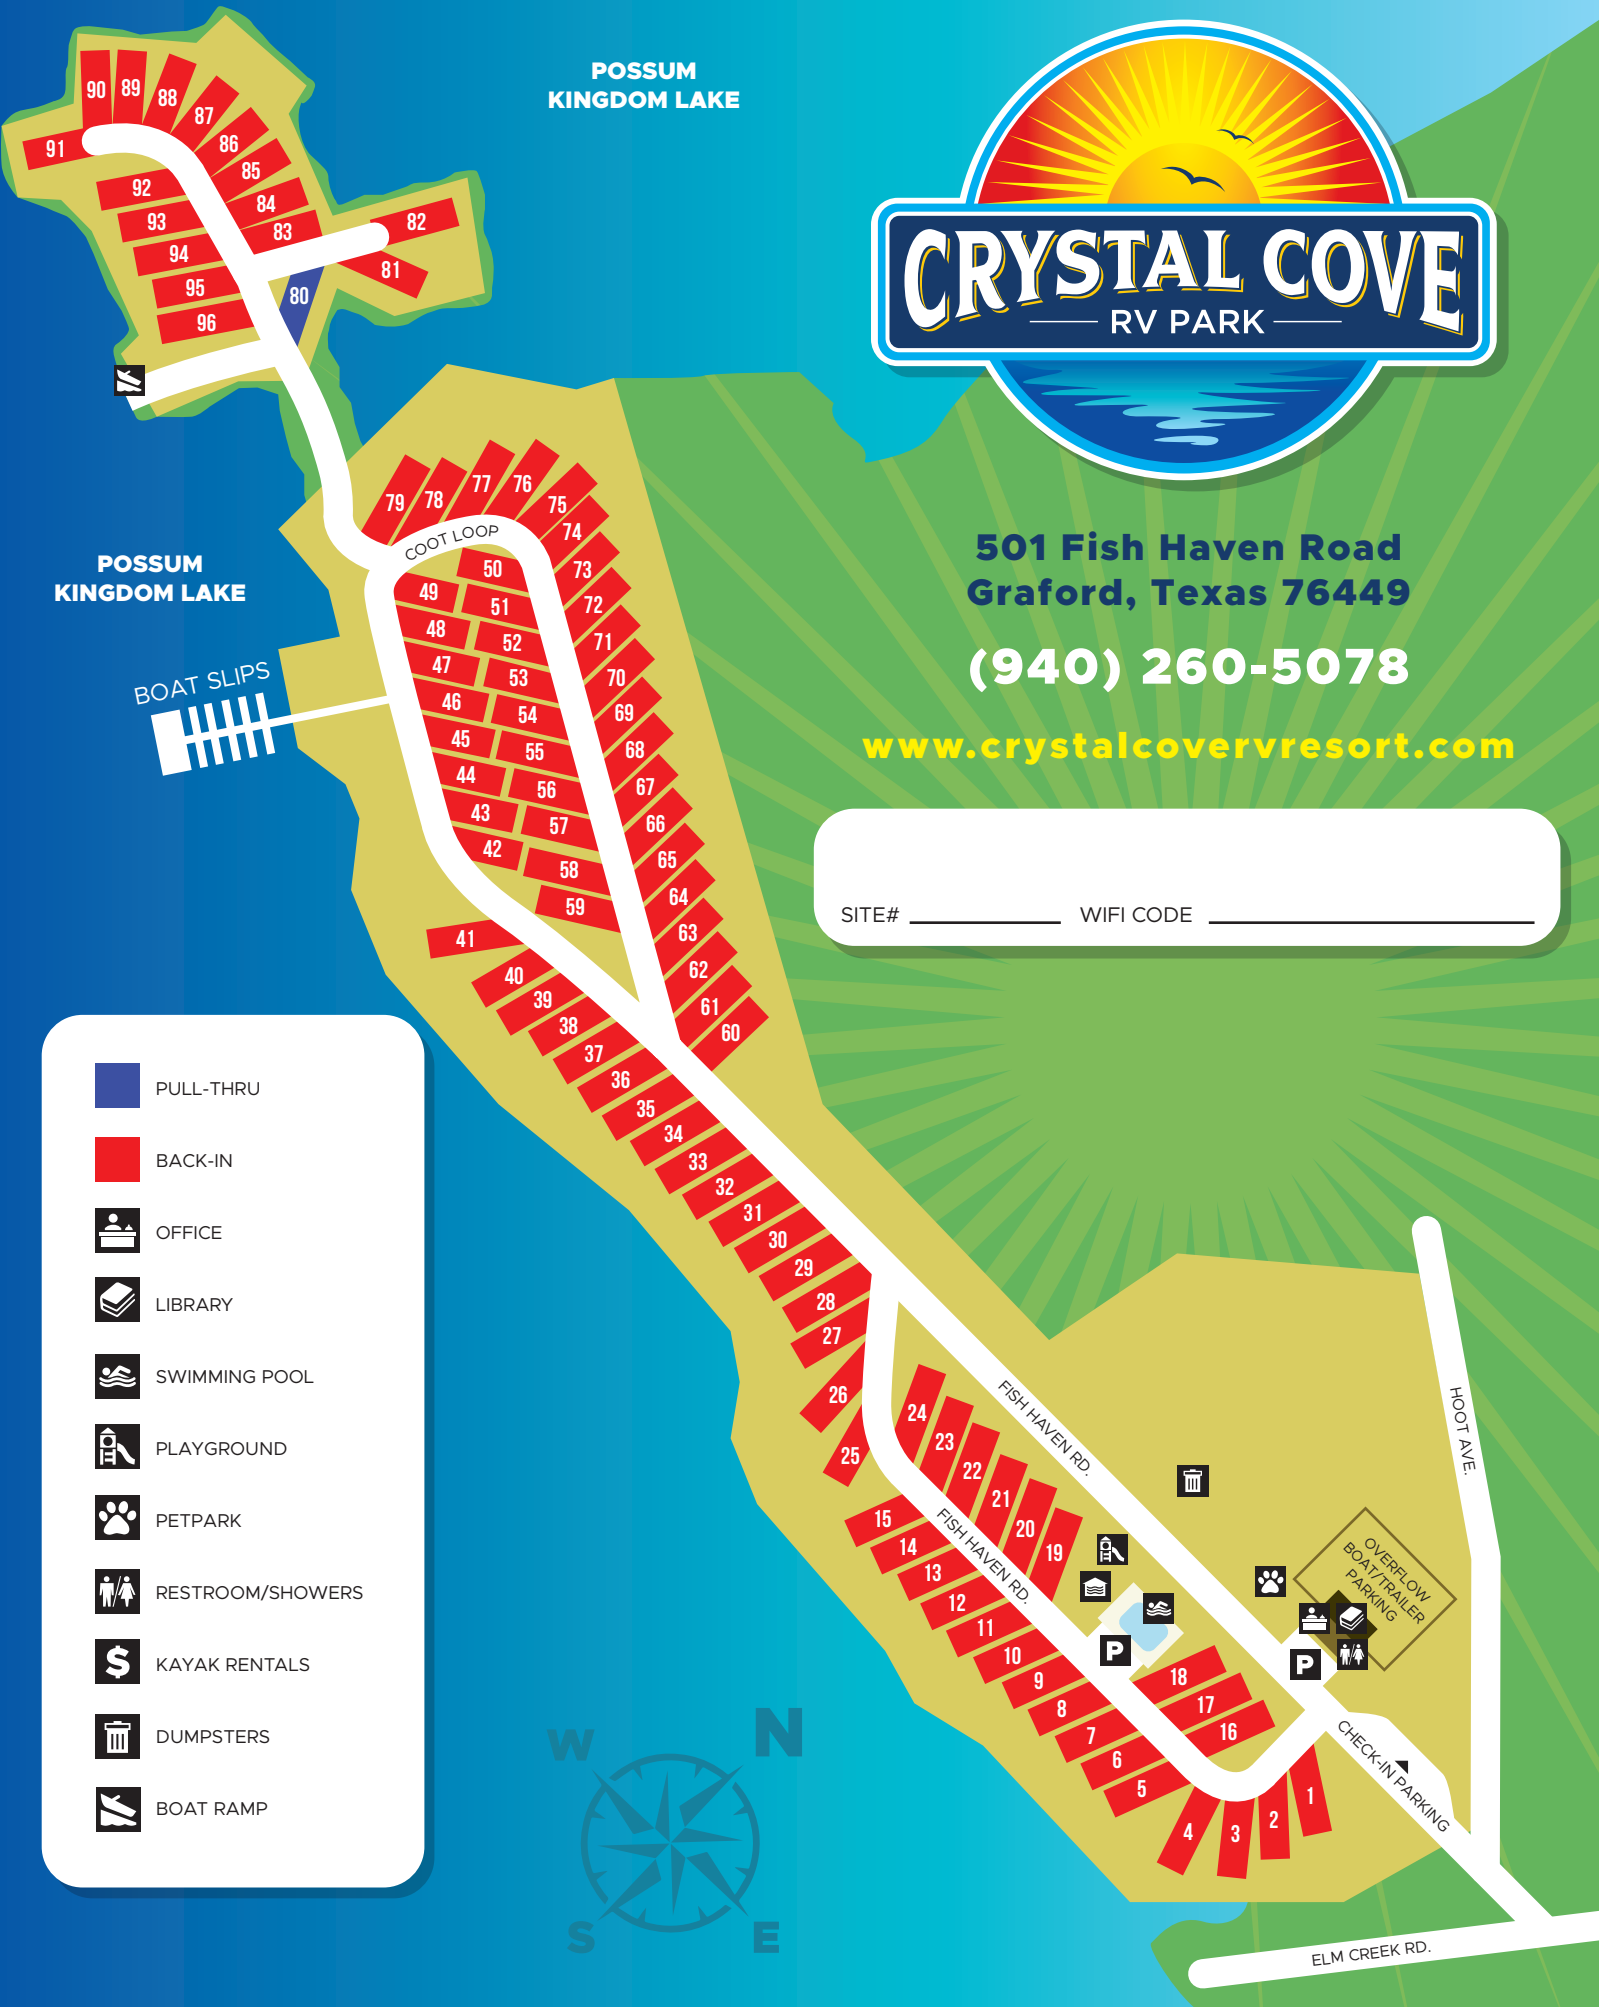 POSSUM
KINGDOM LAKE
CRYSTAL COVE
RV PARK
501 Fish Haven Road
Graford, Texas 76449
(940) 260-5078
www.crystalcovervresort.com
SITE# WIFI CODE
POSSUM
KINGDOM LAKE
BOAT SLIPS
90
89
88
87
86
85
84
83
82
81
80
91
92
93
94
95
96
79
78
77
76
75
74
73
72
71
70
69
68
67
66
65
64
63
62
61
60
COOT LOOP
50
51
52
53
54
55
56
57
58
59
49
48
47
46
45
44
43
42
41
40
39
38
37
36
35
34
33
32
31
30
29
28
27
26
25
24
23
22
21
20
19
15
14
13
12
11
10
9
8
7
6
5
4
3
2
1
18
17
16
FISH HAVEN RD.
FISH HAVEN RD.
HOOT AVE.
OVERFLOW
BOAT/TRAILER
PARKING
P
P
CHECK-IN PARKING
ELM CREEK RD.
PULL-THRU
BACK-IN
OFFICE
LIBRARY
SWIMMING POOL
PLAYGROUND
PETPARK
RESTROOM/SHOWERS
$ KAYAK RENTALS
DUMPSTERS
BOAT RAMP
W
N
S
E